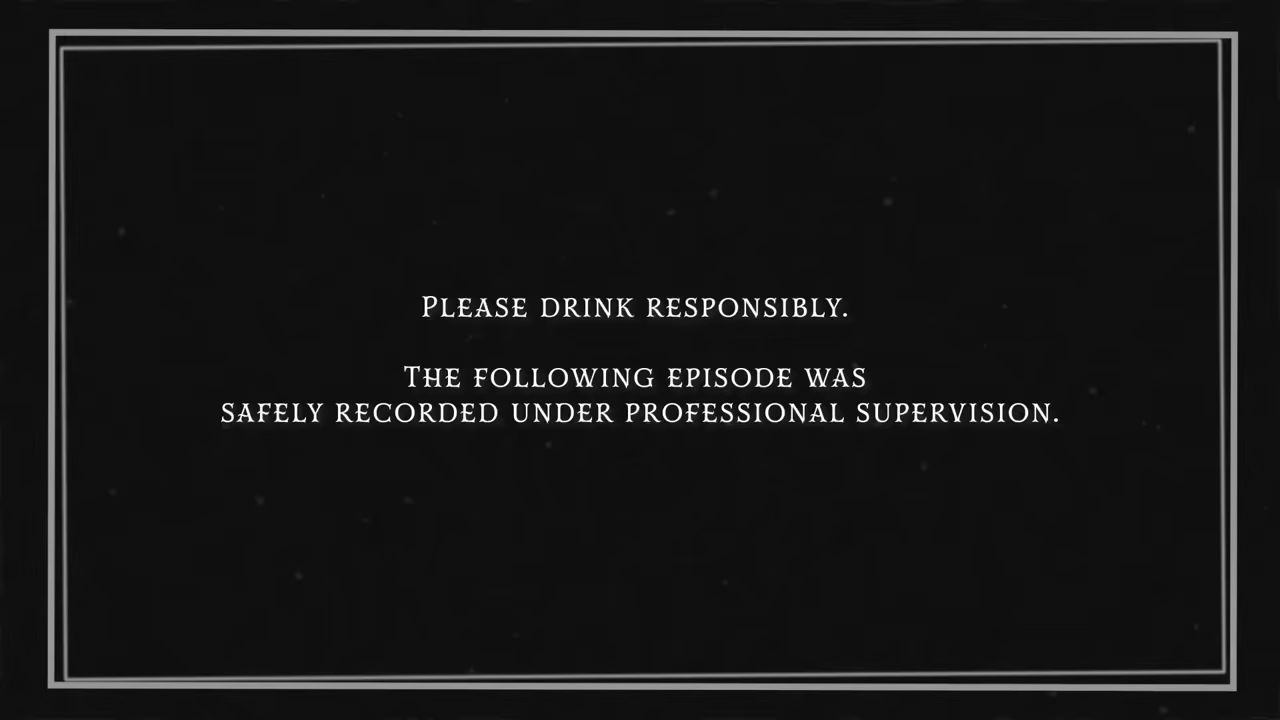 Please drink responsibly.
The following episode was
safely recorded under professional supervision.